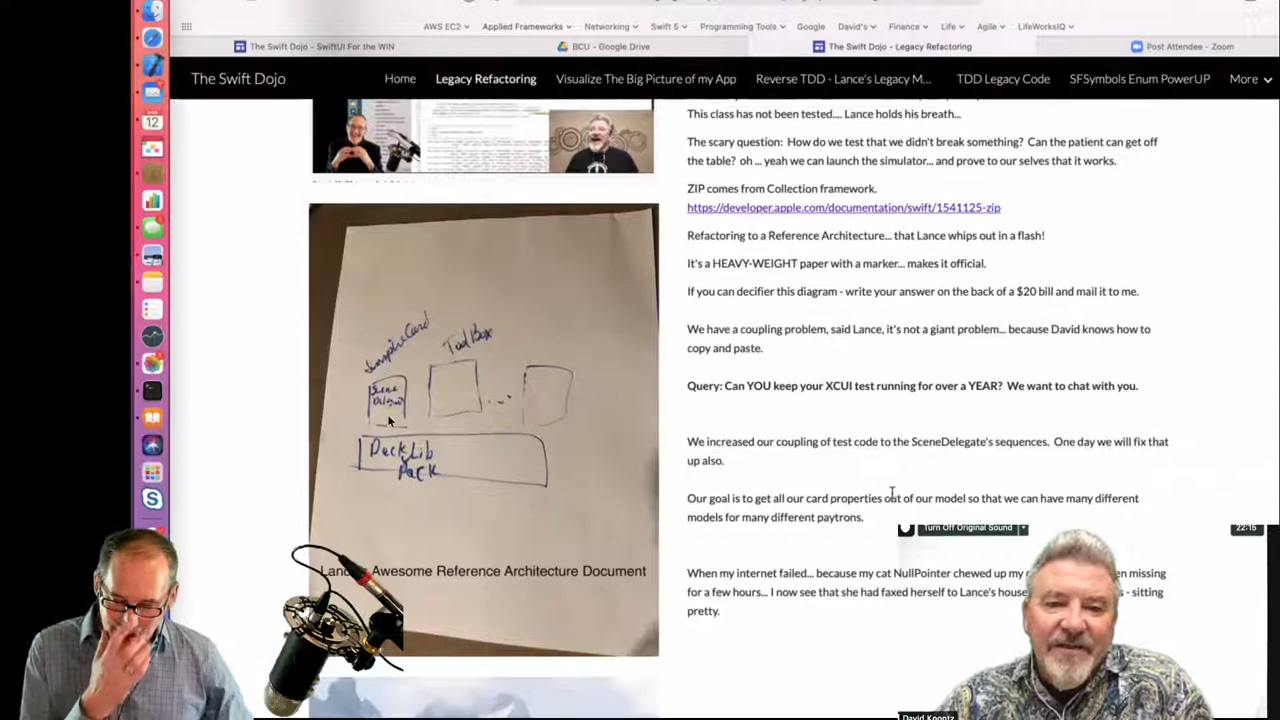 AWS EC2 Applied Frameworks Networking Swift 5 Programming Tools Google David's Finance Life Agile LifeWorksIQ
The Swift Dojo - SwiftUI For the WIN
BCU - Google Drive
The Swift Dojo - Legacy Refactoring
Post Attendee - Zoom
The Swift Dojo
Home
Legacy Refactoring
Visualize The Big Picture of my App
Reverse TDD - Lance's Legacy M...
TDD Legacy Code
SFSymbols Enum PowerUP
More
12
This class has not been tested.... Lance holds his breath...
The scary question: How do we test that we didn't break something? Can the patient can get off
the table? oh ... yeah we can launch the simulator... and prove to our selves that it works.
ZIP comes from Collection framework.
https://developer.apple.com/documentation/swift/1541125-zip
Refactoring to a Reference Architecture... that Lance whips out in a flash!
It's a HEAVY-WEIGHT paper with a marker... makes it official.
If you can decifier this diagram - write your answer on the back of a $20 bill and mail it to me.
We have a coupling problem, said Lance, it's not a giant problem... because David knows how to
copy and paste.
Query: Can YOU keep your XCUI test running for over a YEAR? We want to chat with you.
We increased our coupling of test code to the SceneDelegate's sequences. One day we will fix that
up also.
Our goal is to get all our card properties out of our model so that we can have many different
models for many different paytrons.
When my internet failed... because my cat NullPointer chewed up my
en missing
for a few hours... I now see that she had faxed herself to Lance's house
- sitting
pretty.
ToolBox
Scene
...
DeckLib
Pack
Awesome Reference Architecture Document
Turn Off Original Sound
22:15
David Koontz